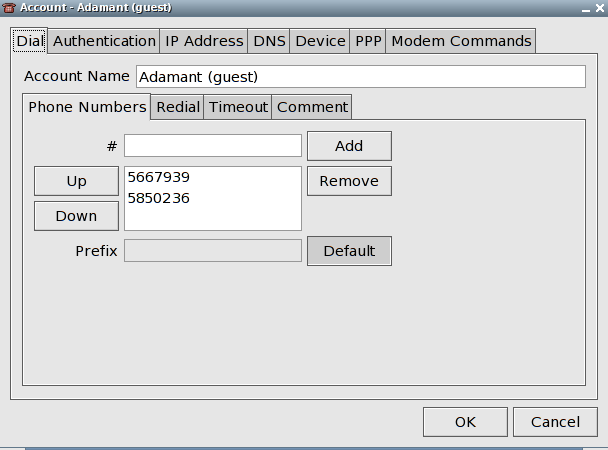 Account - Adamant (guest)
Dial Authentication IP Address DNS Device PPP Modem Commands
Account Name Adamant (guest)
Phone Numbers Redial Timeout Comment
# Add
Up 5667939 Remove
Down 5850236
Prefix Default
OK Cancel